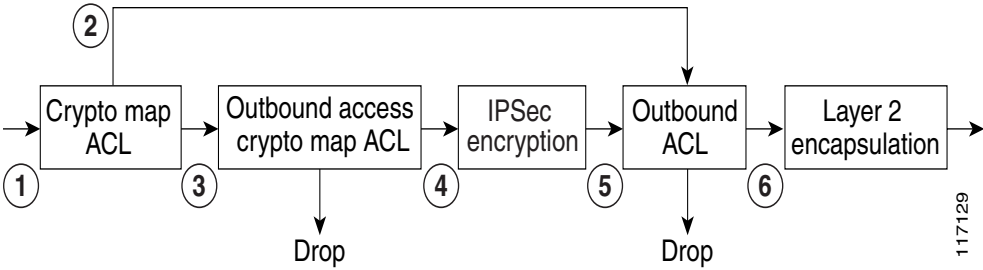 2
Crypto map
ACL
Outbound access
crypto map ACL
IPSec
encryption
Outbound
ACL
Layer 2
encapsulation
1
3
4
5
6
Drop
Drop
117129